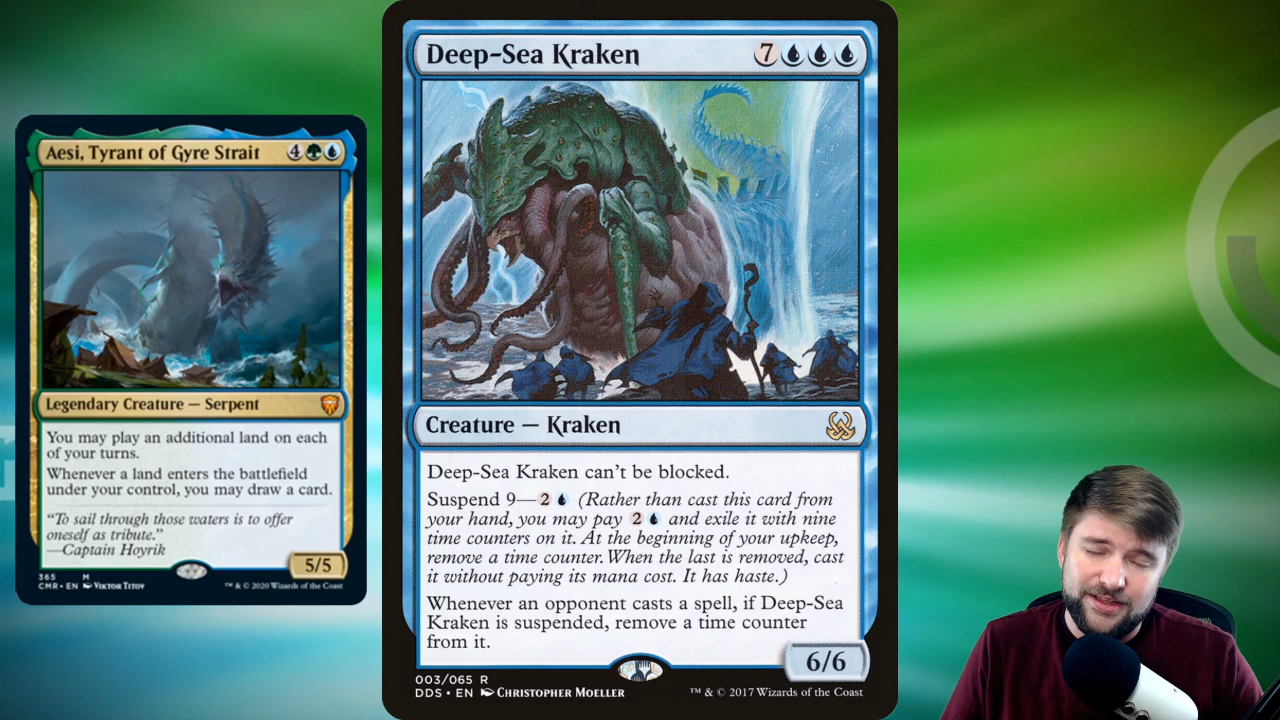 Aesi, Tyrant of Gyre Strait 4
Legendary Creature — Serpent
You may play an additional land on each
of your turns.
Whenever a land enters the battlefield
under your control, you may draw a card.
“To sail through those waters is to offer
oneself as tribute.”
—Captain Hoyrik
5/5
365 M
CMR • EN Viktor Titov ™ & © 2020 Wizards of the Coast
Deep-Sea Kraken 7
Creature — Kraken
Deep-Sea Kraken can’t be blocked.
Suspend 9—2 (Rather than cast this card from
your hand, you may pay 2 and exile it with nine
time counters on it. At the beginning of your upkeep,
remove a time counter. When the last is removed, cast
it without paying its mana cost. It has haste.)
Whenever an opponent casts a spell, if Deep-Sea
Kraken is suspended, remove a time counter
from it.
6/6
003/065 R
DDS • EN Christopher Moeller ™ & © 2017 Wizards of the Coast